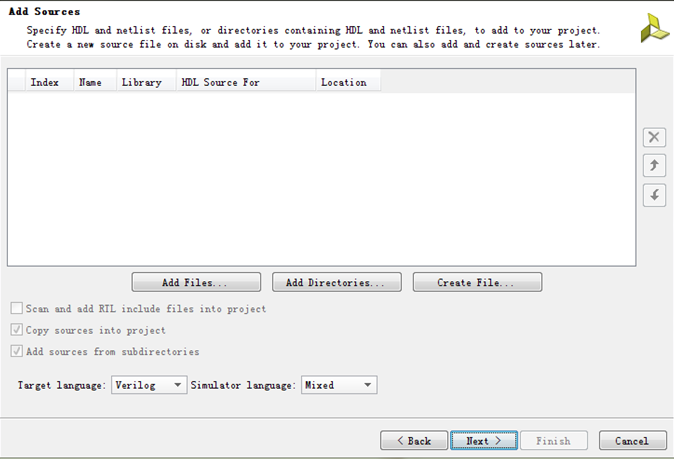 Add Sources
Specify HDL and netlist files, or directories containing HDL and netlist files, to add to your project.
Create a new source file on disk and add it to your project. You can also add and create sources later.
Index Name Library HDL Source For Location
Add Files... Add Directories... Create File...
Scan and add RTL include files into project
Copy sources into project
Add sources from subdirectories
Target language: Verilog Simulator language: Mixed
< Back Next > Finish Cancel